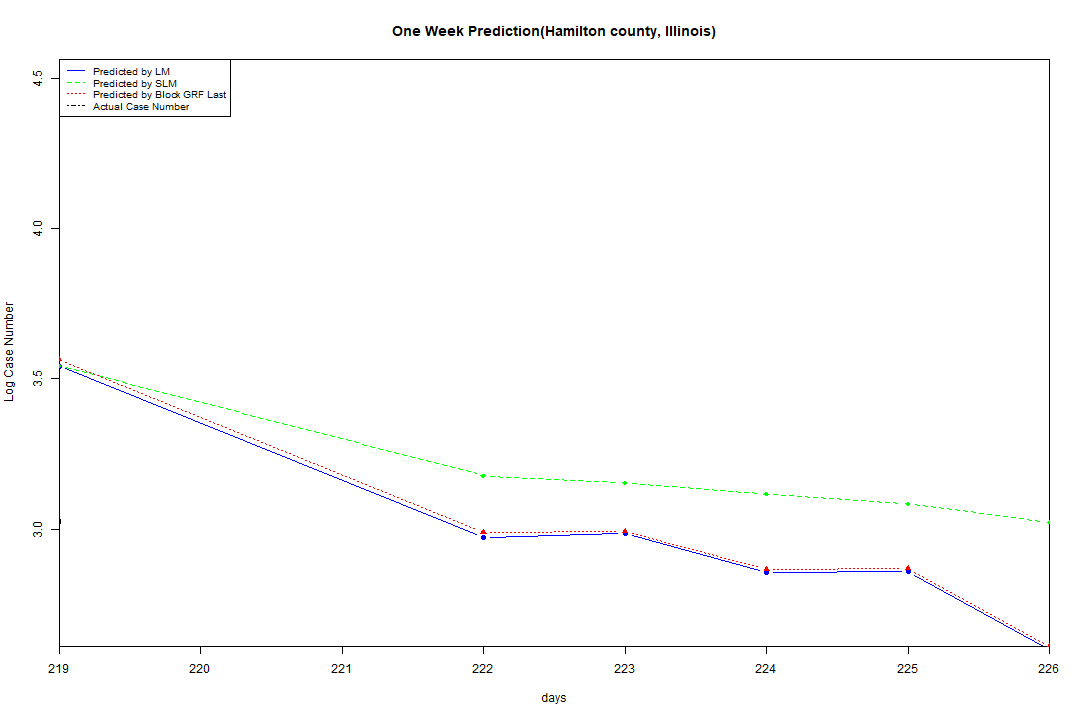 One Week Prediction(Hamilton county, Illinois)
Predicted by LM
Predicted by SLM
Predicted by Block GRF Last
Actual Case Number
4.5
4.0
3.5
3.0
Log Case Number
219 220 221 222 223 224 225 226
days